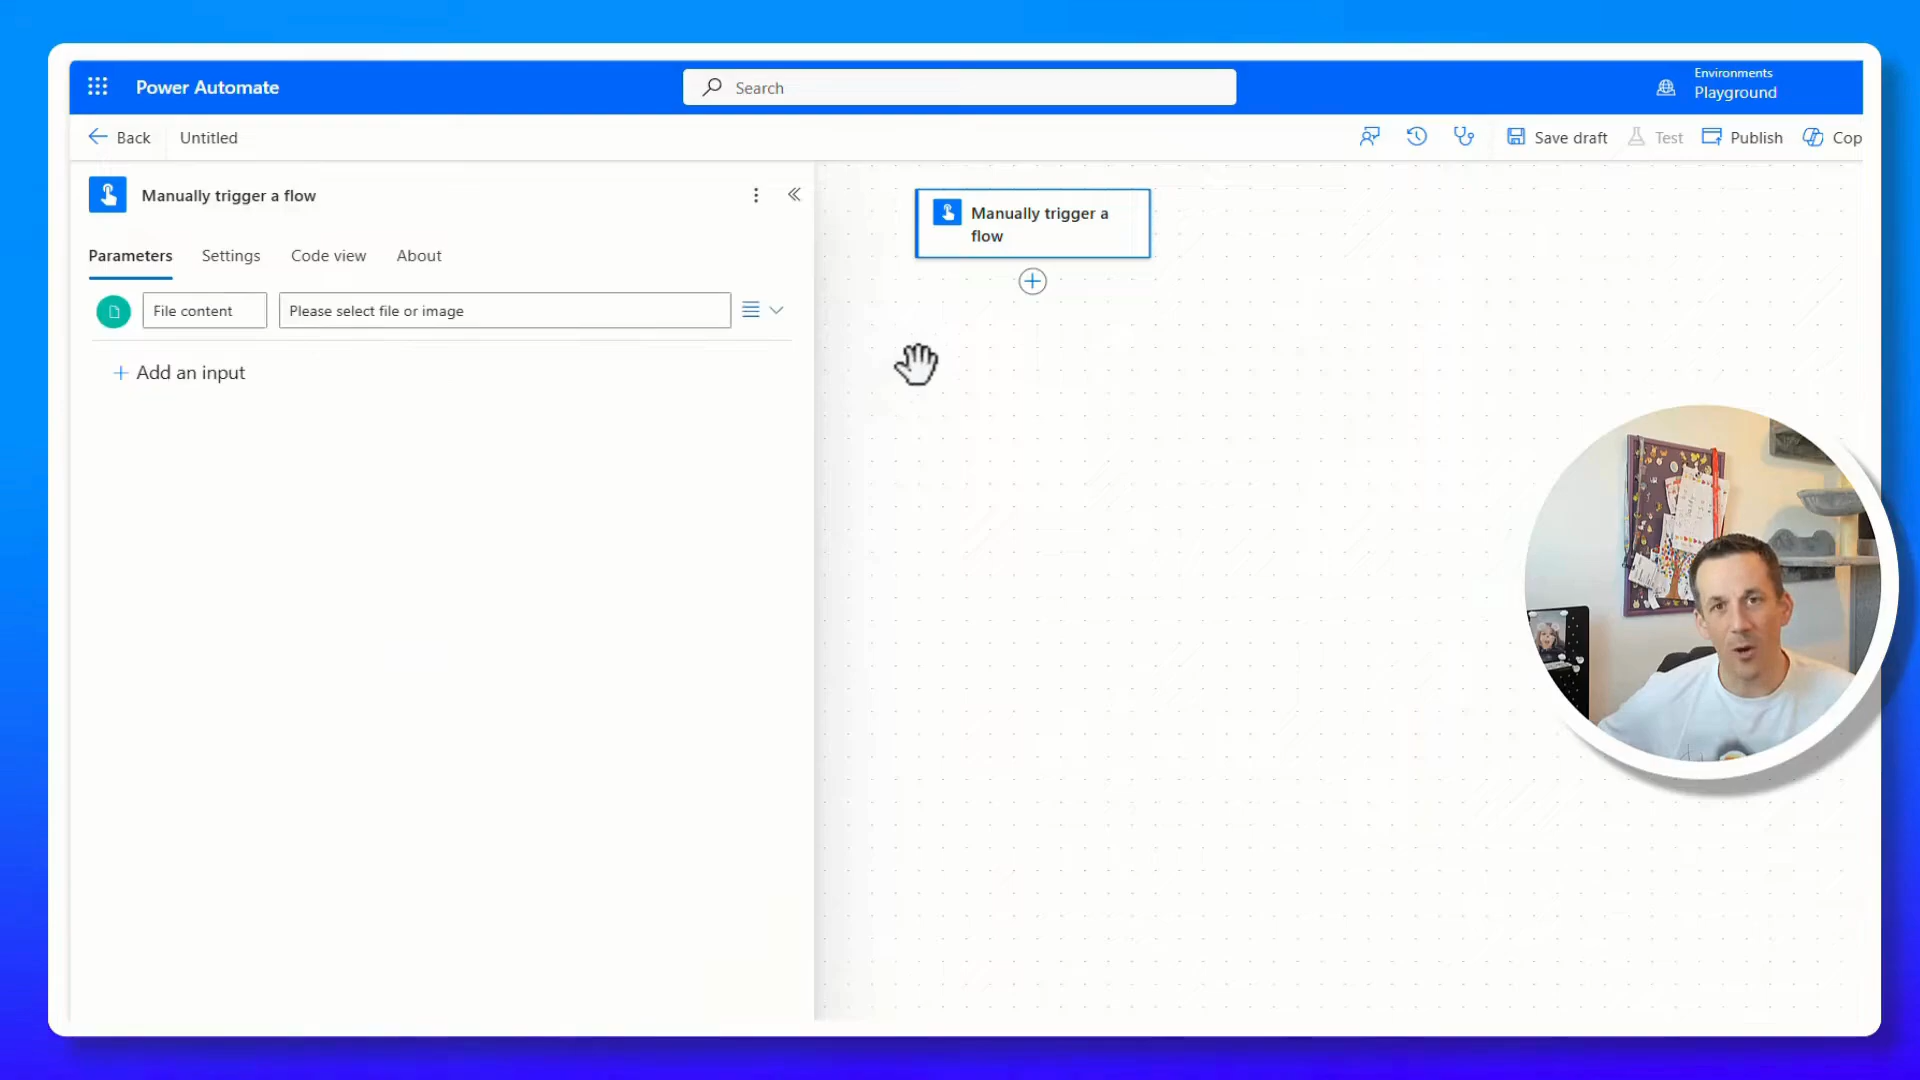 Power Automate
Search
Environments
Playground
Back
Untitled
Save draft
Test
Publish
Cop
Manually trigger a flow
Parameters
Settings
Code view
About
File content
Please select file or image
Add an input
Manually trigger a
flow